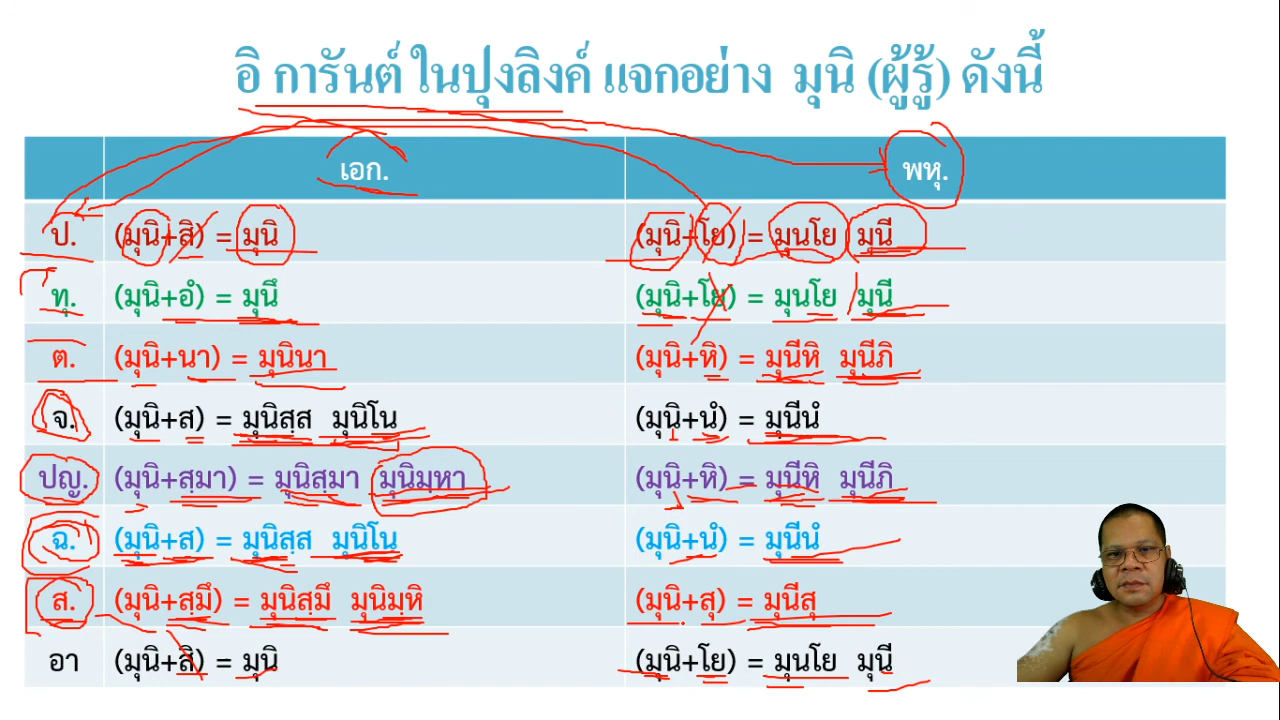 อิ การันต์ ในปุงลิงค์ แจกอย่าง มุนิ (ผู้รู้) ดังนี้
เอก. พหุ.
ป. (มุนิ+สิ) = มุนิ (มุนิ+โย) = มุนโย มุนี
ทุ. (มุนิ+อํ) = มุนึ (มุนิ+โย) = มุนโย มุนี
ต. (มุนิ+นา) = มุนินา (มุนิ+หิ) = มุนีหิ มุนีภิ
จ. (มุนิ+ส) = มุนิสฺส มุนิโน (มุนิ+นํ) = มุนีนํ
ปญ. (มุนิ+สฺมา) = มุนิสฺมา มุนิมฺหา (มุนิ+หิ) = มุนีหิ มุนีภิ
ฉ. (มุนิ+ส) = มุนิสฺส มุนิโน (มุนิ+นํ) = มุนีนํ
ส. (มุนิ+สฺมึ) = มุนิสฺมึ มุนิมฺหิ (มุนิ+สุ) = มุนีสุ
อา (มุนิ+สิ) = มุนิ (มุนิ+โย) = มุนโย มุนี